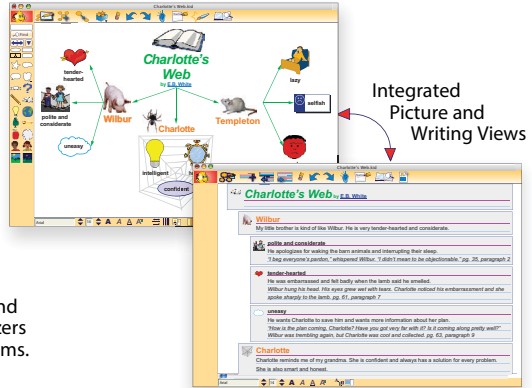 Charlotte's Web.isd
Find
Charlotte's
Web
by E.B. White
tender-
hearted
polite and
considerate
uneasy
Wilbur
Charlotte
Templeton
lazy
selfish
intelligent
confident
Arial
Integrated
Picture and
Writing Views
Charlotte's Web.isd
Charlotte's Web by E.B. White
Wilbur
My little brother is kind of like Wilbur. He is very tender-hearted and considerate.
polite and considerate
He apologizes for waking the barn animals and interrupting their sleep.
"I beg everyone's pardon," whispered Wilbur. "I didn't mean to be objectionable." pg. 35, paragraph 2
tender-hearted
He was embarrassed and felt badly when the lamb said he smelled.
Wilbur hung his head. His eyes grew wet with tears. Charlotte noticed his embarrassment and she
spoke sharply to the lamb. pg. 61, paragraph 7
uneasy
He wants Charlotte to save him and wants more information about her plan.
"How is the plan coming, Charlotte? Have you got very far with it? Is it coming along pretty well?"
Wilbur was trembling again, but Charlotte was cool and collected. pg. 63, paragraph 9
Charlotte
Charlotte reminds me of my grandma. She is confident and always has a solution for every problem.
She is also smart and honest.
Arial